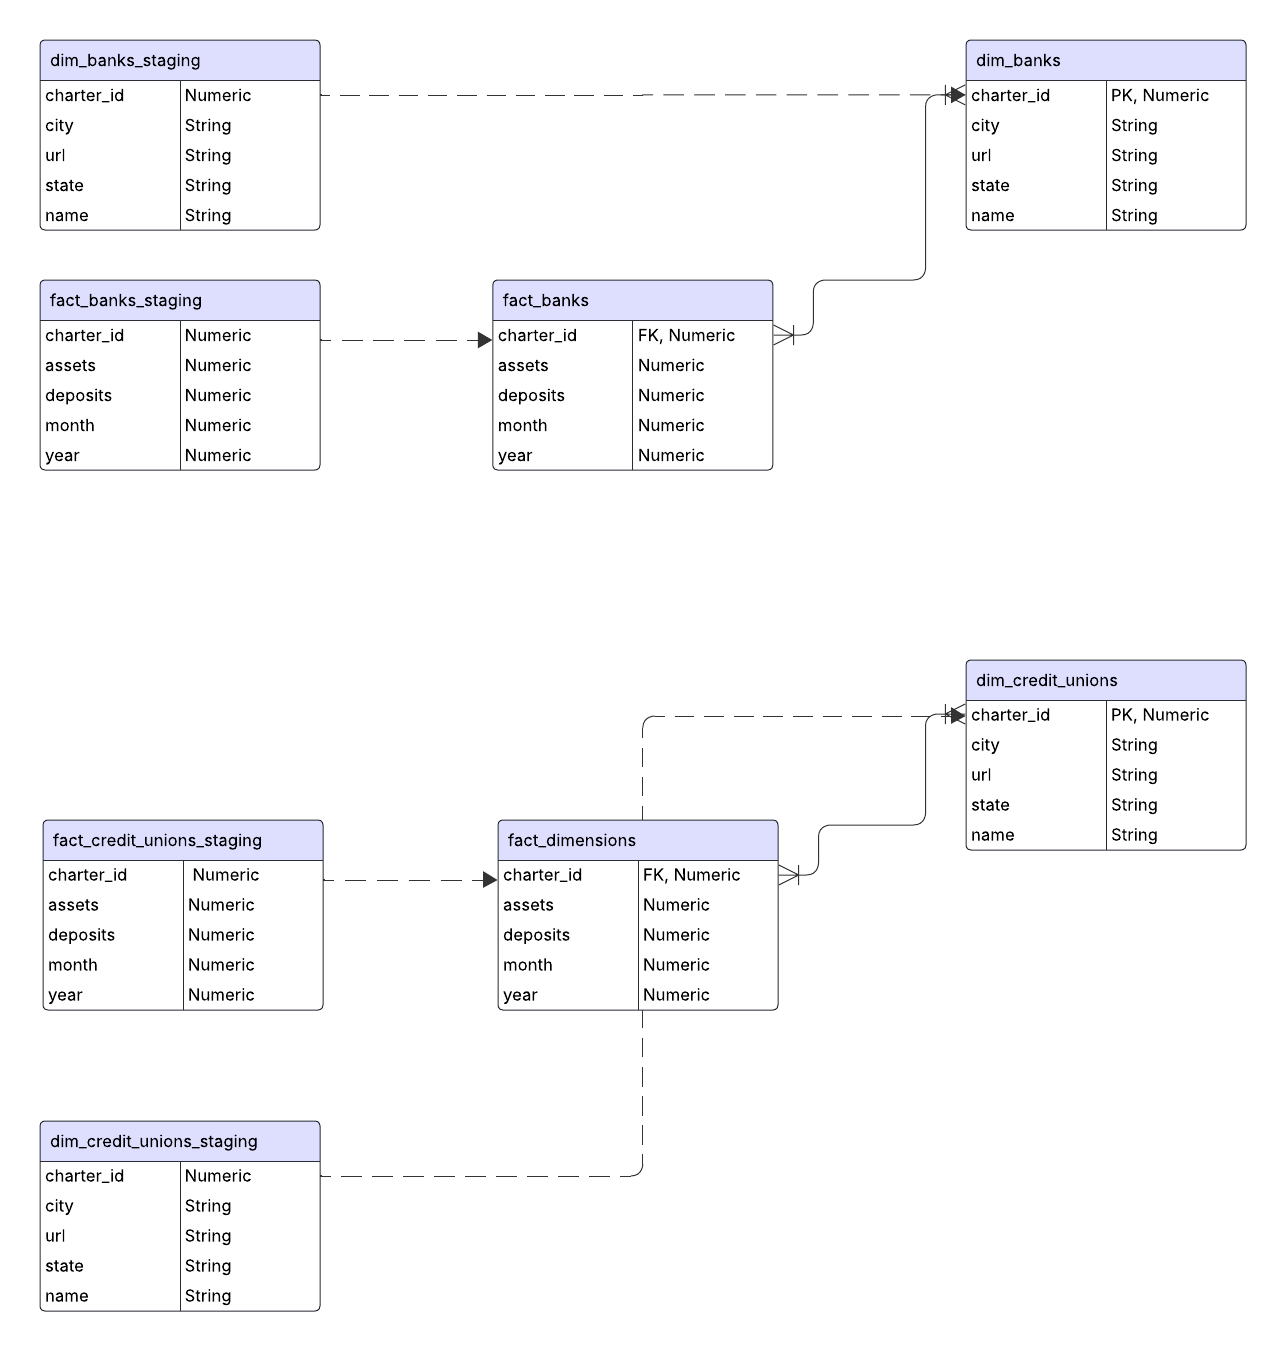 dim_banks_staging
charter_id Numeric
city String
url String
state String
name String
dim_banks
charter_id PK, Numeric
city String
url String
state String
name String
fact_banks_staging
charter_id Numeric
assets Numeric
deposits Numeric
month Numeric
year Numeric
fact_banks
charter_id FK, Numeric
assets Numeric
deposits Numeric
month Numeric
year Numeric
dim_credit_unions
charter_id PK, Numeric
city String
url String
state String
name String
fact_credit_unions_staging
charter_id Numeric
assets Numeric
deposits Numeric
month Numeric
year Numeric
fact_dimensions
charter_id FK, Numeric
assets Numeric
deposits Numeric
month Numeric
year Numeric
dim_credit_unions_staging
charter_id Numeric
city String
url String
state String
name String